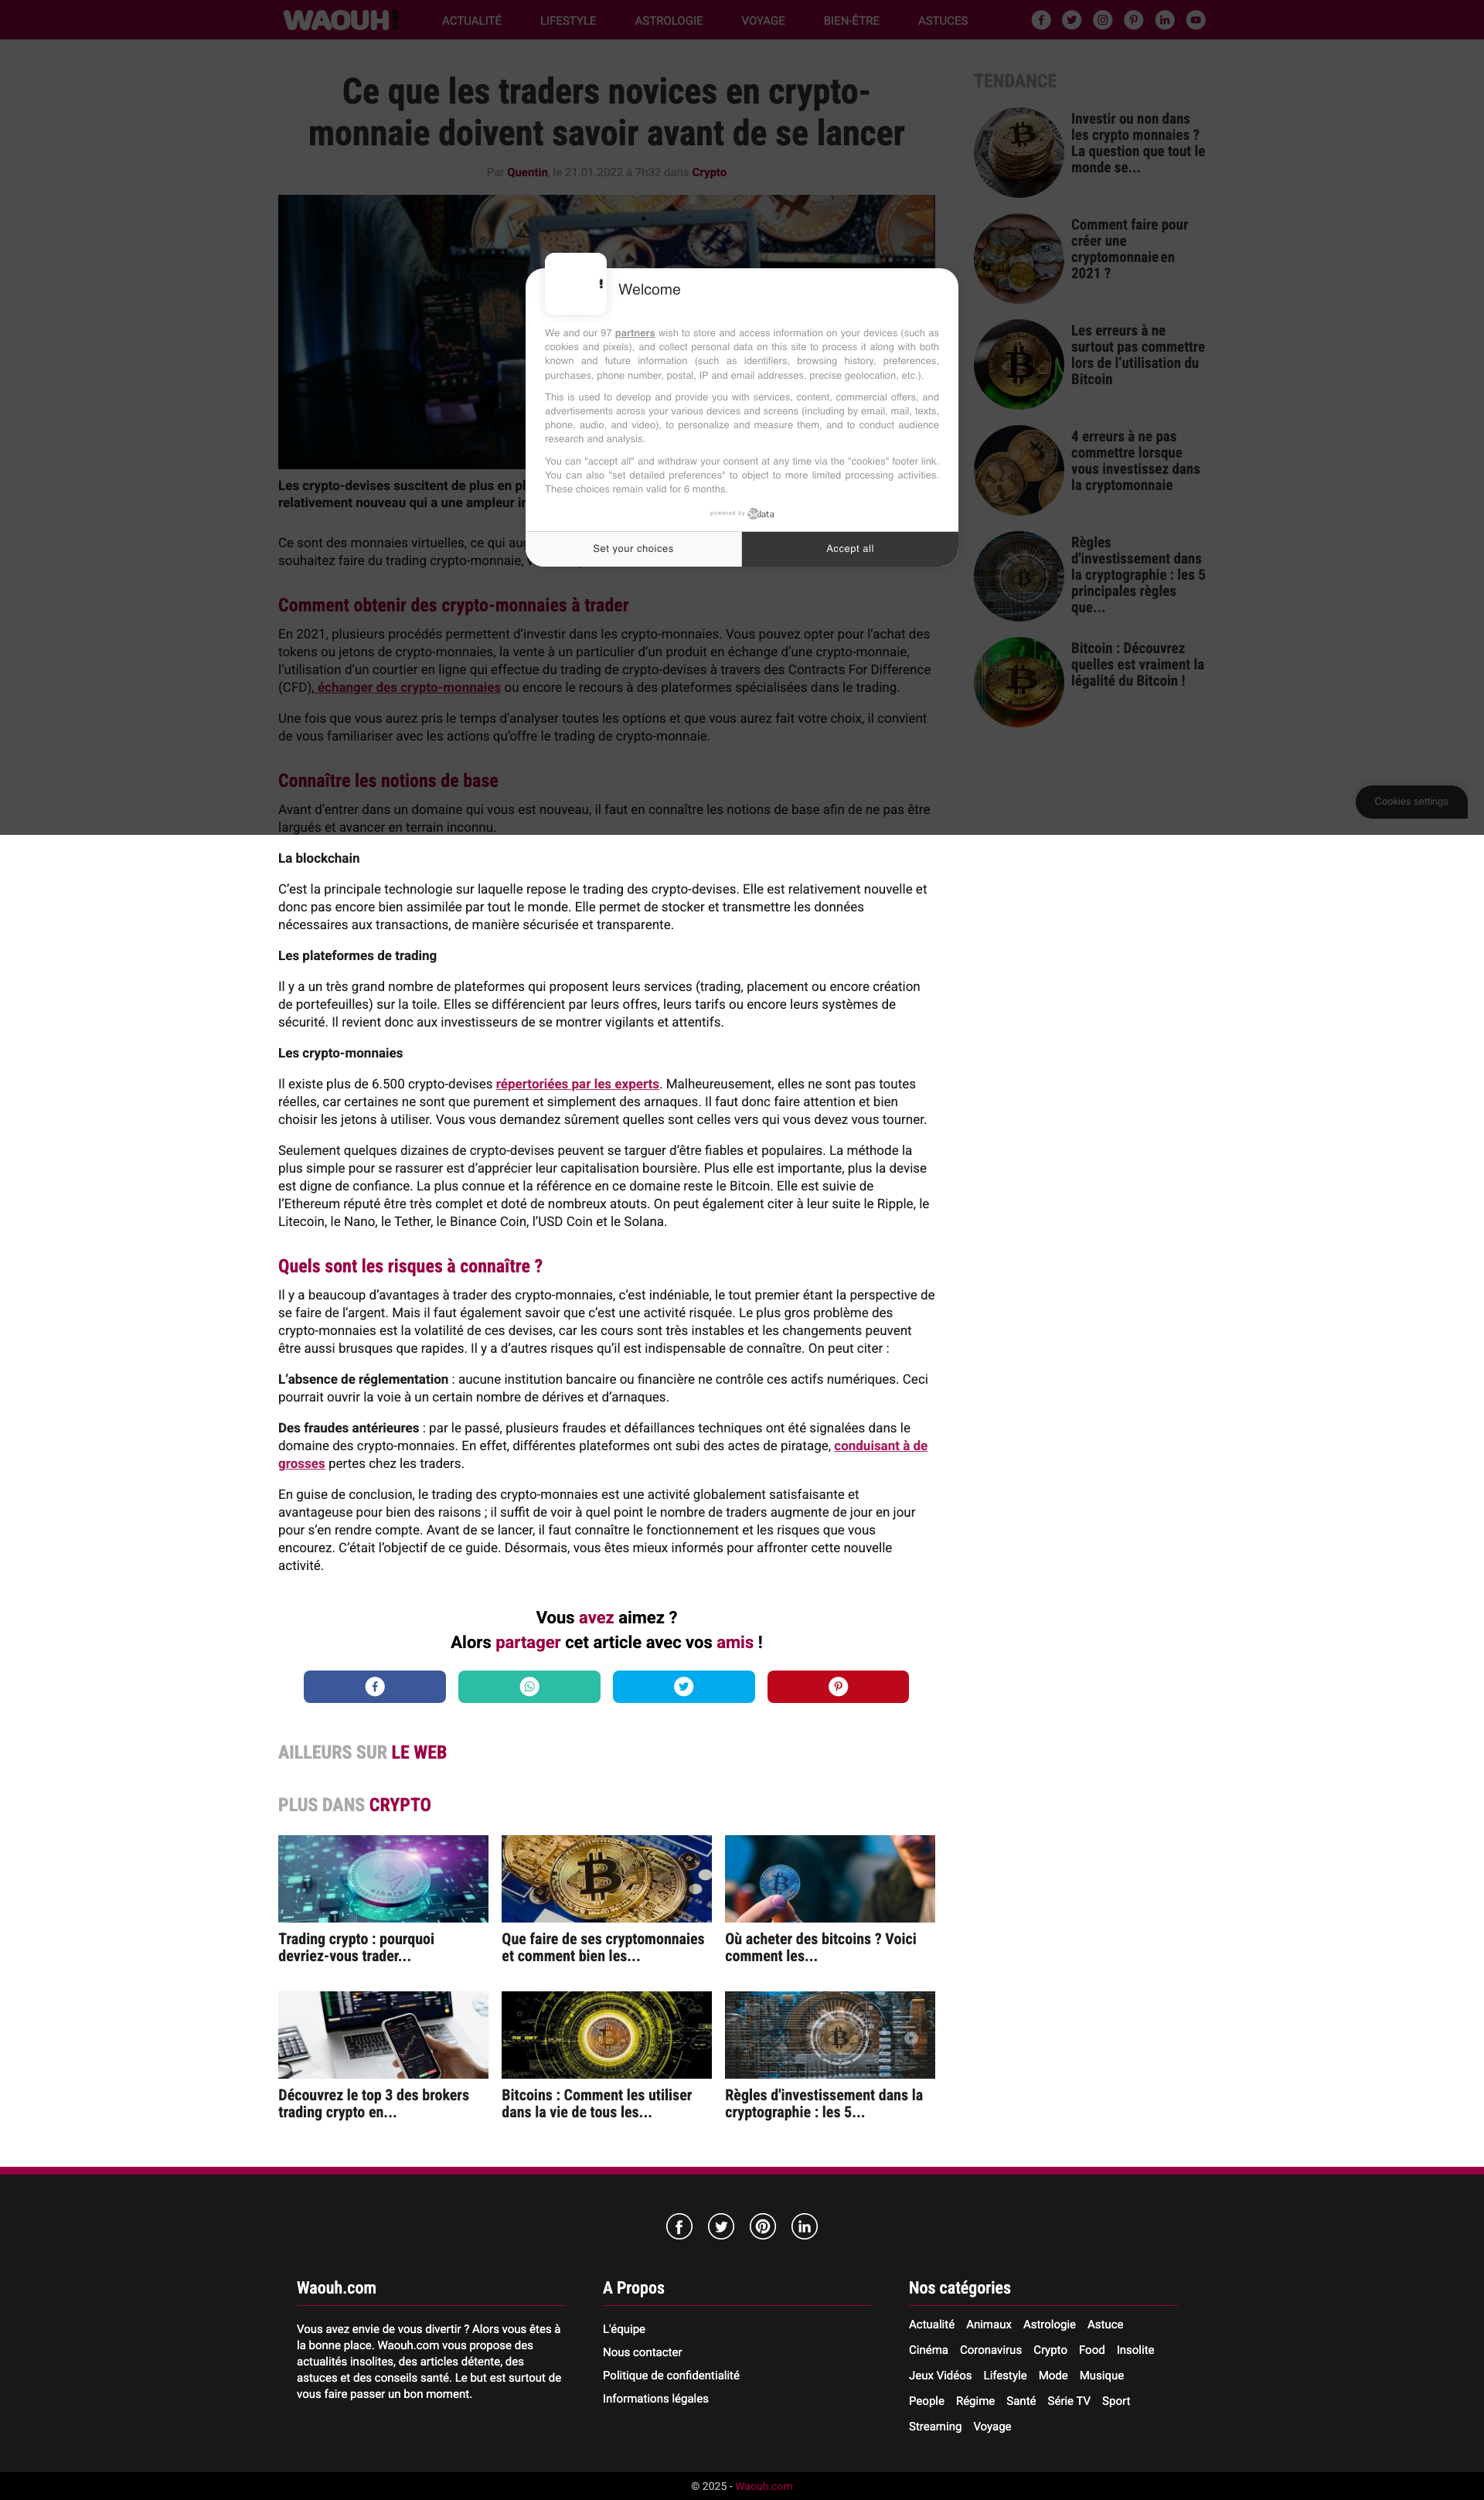 WAOUH!
ACTUALITÉ LIFESTYLE ASTROLOGIE VOYAGE BIEN-ÊTRE ASTUCES
Ce que les traders novices en crypto-
monnaie doivent savoir avant de se lancer
Par Quentin, le 21.01.2022 à 7h32 dans Crypto
Les crypto-devises suscitent de plus en
relativement nouveau qui a une ampleur
Ce sont des monnaies virtuelles, ce qui
souhaitez faire du trading crypto-monnaie,
Welcome
We and our 97 partners wish to store and access information on your devices (such as
cookies and pixels), and collect personal data on this site to process it along with both
known and future information (such as identifiers, browsing history, preferences,
purchases, phone number, postal, IP and email addresses, precise geolocation, etc.).
This is used to develop and provide you with services, content, commercial offers, and
advertisements across your various devices and screens (including by email, mail, texts,
phone, audio, and video), to personalize and measure them, and to conduct audience
research and analysis.
You can "accept all" and withdraw your consent at any time via the "cookies" footer link.
You can also "set detailed preferences" to object to more limited processing activities.
These choices remain valid for 6 months.
powered by Sirdata
Set your choices Accept all
Comment obtenir des crypto-monnaies à trader
En 2021, plusieurs procédés permettent d’investir dans les crypto-monnaies. Vous pouvez opter pour l’achat des
tokens ou jetons de crypto-monnaies, la vente à un particulier d’un produit en échange d’une crypto-monnaie,
l’utilisation d’un courtier en ligne qui effectue du trading de crypto-devises à travers des Contracts For Difference
(CFD), échanger des crypto-monnaies ou encore le recours à des plateformes spécialisées dans le trading.
Une fois que vous aurez pris le temps d’analyser toutes les options et que vous aurez fait votre choix, il convient
de vous familiariser avec les actions qu’offre le trading de crypto-monnaie.
Connaître les notions de base
Avant d’entrer dans un domaine qui vous est nouveau, il faut en connaître les notions de base afin de ne pas être
largués et avancer en terrain inconnu.
La blockchain
C’est la principale technologie sur laquelle repose le trading des crypto-devises. Elle est relativement nouvelle et
donc pas encore bien assimilée par tout le monde. Elle permet de stocker et transmettre les données
nécessaires aux transactions, de manière sécurisée et transparente.
Les plateformes de trading
Il y a un très grand nombre de plateformes qui proposent leurs services (trading, placement ou encore création
de portefeuilles) sur la toile. Elles se différencient par leurs offres, leurs tarifs ou encore leurs systèmes de
sécurité. Il revient donc aux investisseurs de se montrer vigilants et attentifs.
Les crypto-monnaies
Il existe plus de 6.500 crypto-devises répertoriées par les experts. Malheureusement, elles ne sont pas toutes
réelles, car certaines ne sont que purement et simplement des arnaques. Il faut donc faire attention et bien
choisir les jetons à utiliser. Vous vous demandez sûrement quelles sont celles vers qui vous devez vous tourner.
Seulement quelques dizaines de crypto-devises peuvent se targuer d’être fiables et populaires. La méthode la
plus simple pour se rassurer est d’apprécier leur capitalisation boursière. Plus elle est importante, plus la devise
est digne de confiance. La plus connue et la référence en ce domaine reste le Bitcoin. Elle est suivie de
l’Ethereum réputé être très complet et doté de nombreux atouts. On peut également citer à leur suite le Ripple, le
Litecoin, le Nano, le Tether, le Binance Coin, l’USD Coin et le Solana.
Quels sont les risques à connaître ?
Il y a beaucoup d’avantages à trader des crypto-monnaies, c’est indéniable, le tout premier étant la perspective de
se faire de l’argent. Mais il faut également savoir que c’est une activité risquée. Le plus gros problème des
crypto-monnaies est la volatilité de ces devises, car les cours sont très instables et les changements peuvent
être aussi brusques que rapides. Il y a d’autres risques qu’il est indispensable de connaître. On peut citer :
L’absence de réglementation : aucune institution bancaire ou financière ne contrôle ces actifs numériques. Ceci
pourrait ouvrir la voie à un certain nombre de dérives et d’arnaques.
Des fraudes antérieures : par le passé, plusieurs fraudes et défaillances techniques ont été signalées dans le
domaine des crypto-monnaies. En effet, différentes plateformes ont subi des actes de piratage, conduisant à de
grosses pertes chez les traders.
En guise de conclusion, le trading des crypto-monnaies est une activité globalement satisfaisante et
avantageuse pour bien des raisons ; il suffit de voir à quel point le nombre de traders augmente de jour en jour
pour s’en rendre compte. Avant de se lancer, il faut connaître le fonctionnement et les risques que vous
encourez. C’était l’objectif de ce guide. Désormais, vous êtes mieux informés pour affronter cette nouvelle
activité.
Vous avez aimez ?
Alors partager cet article avec vos amis !
AILLEURS SUR LE WEB
PLUS DANS CRYPTO
Trading crypto : pourquoi
devriez-vous trader...
Que faire de ses cryptomonnaies
et comment bien les...
Où acheter des bitcoins ? Voici
comment les...
Découvrez le top 3 des brokers
trading crypto en...
Bitcoins : Comment les utiliser
dans la vie de tous les...
Règles d'investissement dans la
cryptographie : les 5...
TENDANCE
Investir ou non dans
les crypto monnaies ?
La question que tout le
monde se...
Comment faire pour
créer une
cryptomonnaie en
2021 ?
Les erreurs à ne
surtout pas commettre
lors de l’utilisation du
Bitcoin
4 erreurs à ne pas
commettre lorsque
vous investissez dans
la cryptomonnaie
Règles
d'investissement dans
la cryptographie : les 5
principales règles
que...
Bitcoin : Découvrez
quelles est vraiment la
légalité du Bitcoin !
Cookies settings
Waouh.com
Vous avez envie de vous divertir ? Alors vous êtes à
la bonne place. Waouh.com vous propose des
actualités insolites, des articles détente, des
astuces et des conseils santé. Le but est surtout de
vous faire passer un bon moment.
A Propos
L'équipe
Nous contacter
Politique de confidentialité
Informations légales
Nos catégories
Actualité Animaux Astrologie Astuce
Cinéma Coronavirus Crypto Food Insolite
Jeux Vidéos Lifestyle Mode Musique
People Régime Santé Série TV Sport
Streaming Voyage
© 2025 - Waouh.com